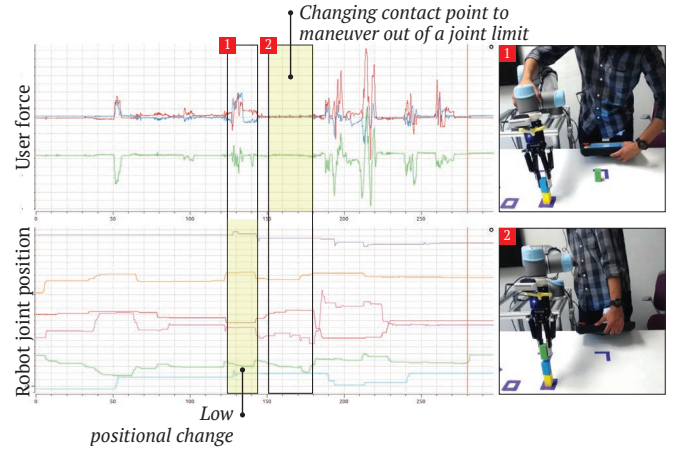 Changing contact point to
maneuver out of a joint limit
1
2
1
User force
0
50
100
150
200
250
2
Robot joint position
0
50
100
150
200
250
Low
positional change